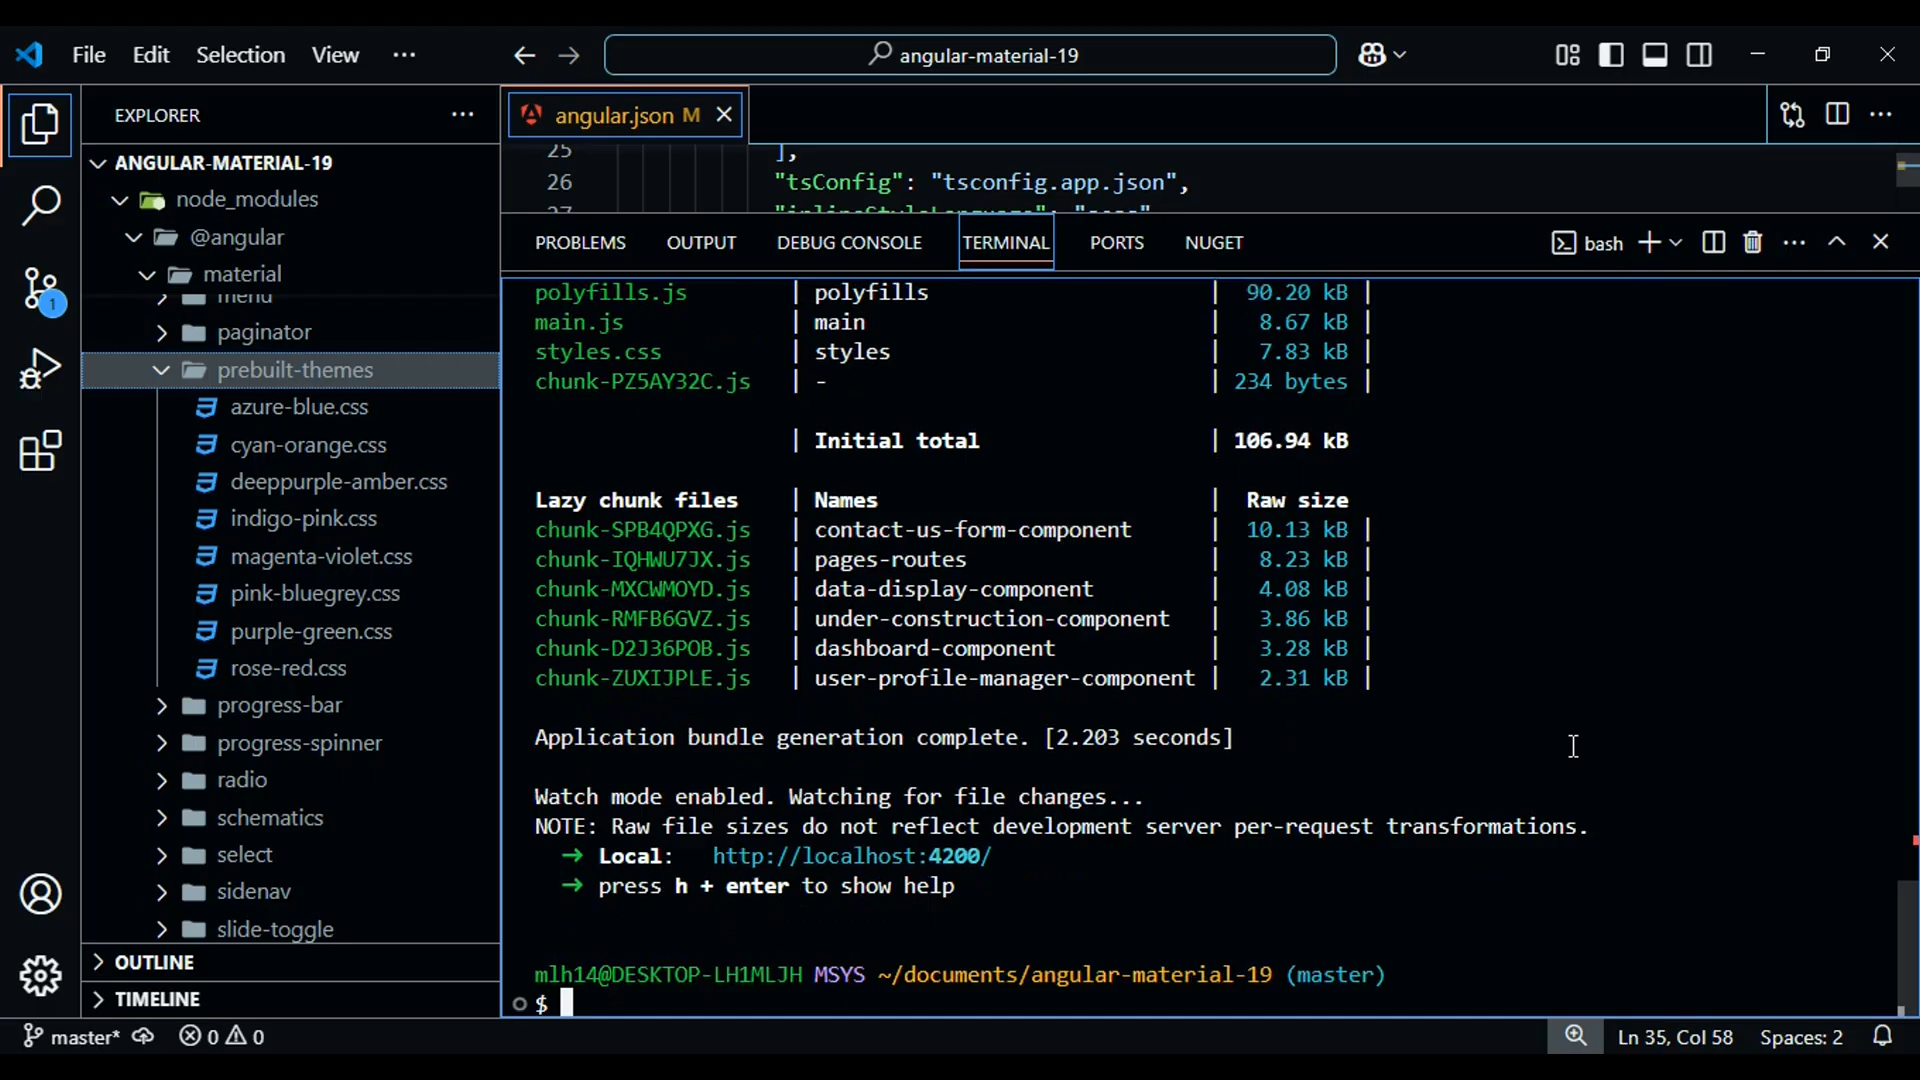 File Edit Selection View ··· angular-material-19
EXPLORER ···
ANGULAR-MATERIAL-19
node_modules
@angular
material
menu
paginator
prebuilt-themes
azure-blue.css
cyan-orange.css
deeppurple-amber.css
indigo-pink.css
magenta-violet.css
pink-bluegrey.css
purple-green.css
rose-red.css
progress-bar
progress-spinner
radio
schematics
select
sidenav
slide-toggle
OUTLINE
TIMELINE
1
angular.json M
25 ],
26 "tsConfig": "tsconfig.app.json",
27 "inlineStyleLanguage": "scss"
PROBLEMS OUTPUT DEBUG CONSOLE TERMINAL PORTS NUGET bash
polyfills.js | polyfills | 90.20 kB |
main.js | main | 8.67 kB |
styles.css | styles | 7.83 kB |
chunk-PZ5AY32C.js | - | 234 bytes |
| Initial total | 106.94 kB
Lazy chunk files | Names | Raw size
chunk-SPB4QPXG.js | contact-us-form-component | 10.13 kB |
chunk-IQHWU7JX.js | pages-routes | 8.23 kB |
chunk-MXCWMOYD.js | data-display-component | 4.08 kB |
chunk-RMFB6GVZ.js | under-construction-component | 3.86 kB |
chunk-D2J36POB.js | dashboard-component | 3.28 kB |
chunk-ZUXIJPLE.js | user-profile-manager-component | 2.31 kB |
Application bundle generation complete. [2.203 seconds]
Watch mode enabled. Watching for file changes...
NOTE: Raw file sizes do not reflect development server per-request transformations.
➜ Local: http://localhost:4200/
➜ press h + enter to show help
mlh14@DESKTOP-LH1MLJH MSYS ~/documents/angular-material-19 (master)
$
master* 0 0 Ln 35, Col 58 Spaces: 2